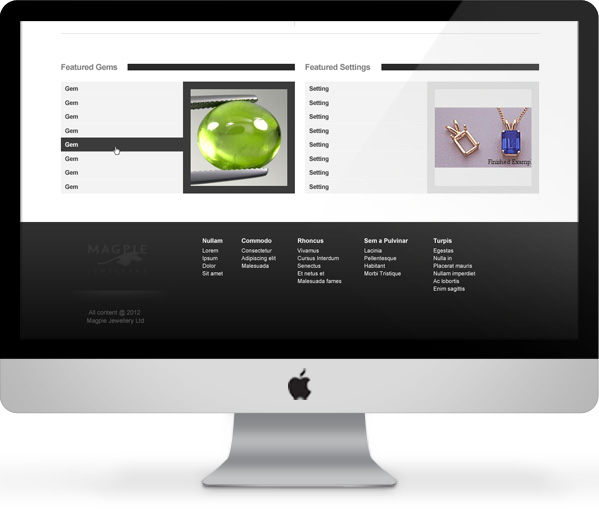 Featured Gems
Gem
Gem
Gem
Gem
Gem
Gem
Gem
Gem
Featured Settings
Setting
Setting
Setting
Setting
Setting
Setting
Setting
Setting
Finished Examp
MAGPIE
JEWELLERY
All content @ 2012
Magpie Jewellery Ltd
Nullam
Lorem
Ipsum
Dolor
Sit amet
Commodo
Consectetur
Adipiscing elit
Malesuada
Rhoncus
Vivamus
Cursus Interdum
Senectus
Et netus et
Malesuada fames
Sem a Pulvinar
Lacinia
Pellentesque
Habitant
Morbi Tristique
Turpis
Egestas
Nulla in
Placerat mauris
Nullam imperdiet
Ac lobortis
Enim sagittis